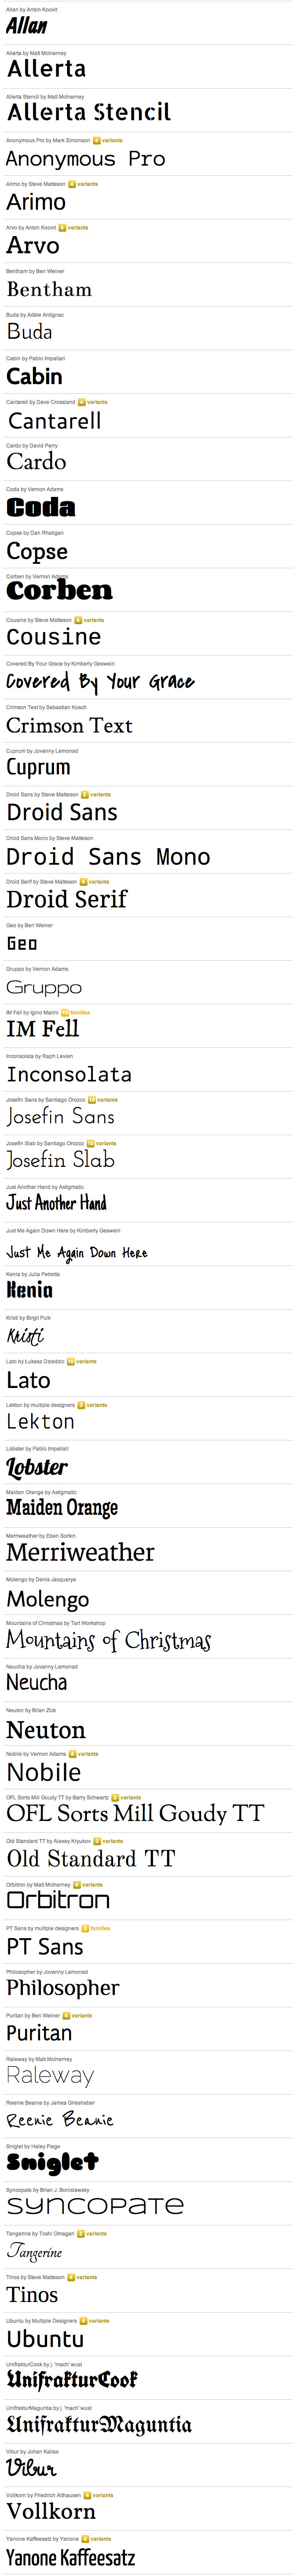 Allan by Anton Koovit
Allan
Allerta by Matt McInerney
Allerta
Allerta Stencil by Matt McInerney
Allerta Stencil
Anonymous Pro by Mark Simonson 4 variants
Anonymous Pro
Arimo by Steve Matteson 4 variants
Arimo
Arvo by Anton Koovit 4 variants
Arvo
Bentham by Ben Weiner
Bentham
Buda by Adèle Antignac
Buda
Cabin by Pablo Impallari
Cabin
Cantarell by Dave Crossland 4 variants
Cantarell
Cardo by David Perry
Cardo
Coda by Vernon Adams
Coda
Copse by Dan Rhatigan
Copse
Corben by Vernon Adams
Corben
Cousine by Steve Matteson 4 variants
Cousine
Covered By Your Grace by Kimberly Geswein
Covered By Your Grace
Crimson Text by Sebastian Kosch
Crimson Text
Cuprum by Jovanny Lemonad
Cuprum
Droid Sans by Steve Matteson 2 variants
Droid Sans
Droid Sans Mono by Steve Matteson
Droid Sans Mono
Droid Serif by Steve Matteson 4 variants
Droid Serif
Geo by Ben Weiner
Geo
Gruppo by Vernon Adams
Gruppo
IM Fell by Igino Marini 10 families
IM Fell
Inconsolata by Raph Levien
Inconsolata
Josefin Sans by Santiago Orozco 10 variants
Josefin Sans
Josefin Slab by Santiago Orozco 10 variants
Josefin Slab
Just Another Hand by Astigmatic
Just Another Hand
Just Me Again Down Here by Kimberly Geswein
Just Me Again Down Here
Kenia by Julia Petretta
Kenia
Kristi by Birgit Pulk
Kristi
Lato by Łukasz Dziedzic 10 variants
Lato
Lekton by multiple designers 3 variants
Lekton
Lobster by Pablo Impallari
Lobster
Maiden Orange by Astigmatic
Maiden Orange
Merriweather by Eben Sorkin
Merriweather
Molengo by Denis Jacquerye
Molengo
Mountains of Christmas by Tart Workshop
Mountains of Christmas
Neucha by Jovanny Lemonad
Neucha
Neuton by Brian Zick
Neuton
Nobile by Vernon Adams 4 variants
Nobile
OFL Sorts Mill Goudy TT by Barry Schwartz 2 variants
OFL Sorts Mill Goudy TT
Old Standard TT by Alexey Kryukov 3 variants
Old Standard TT
Orbitron by Matt McInerney 4 variants
Orbitron
PT Sans by multiple designers 2 families
PT Sans
Philosopher by Jovanny Lemonad
Philosopher
Puritan by Ben Weiner 4 variants
Puritan
Raleway by Matt McInerney
Raleway
Reenie Beanie by James Grieshaber
Reenie Beanie
Sniglet by Haley Fiege
Sniglet
Syncopate by Brian J. Bonislawsky
Syncopate
Tangerine by Toshi Omagari 2 variants
Tangerine
Tinos by Steve Matteson 4 variants
Tinos
Ubuntu by Multiple Designers 4 variants
Ubuntu
UnifrakturCook by j. 'mach' wust
UnifrakturCook
UnifrakturMaguntia by j. 'mach' wust
UnifrakturMaguntia
Vibur by Johan Kallas
Vibur
Vollkorn by Friedrich Althausen 4 variants
Vollkorn
Yanone Kaffeesatz by Yanone 4 variants
Yanone Kaffeesatz